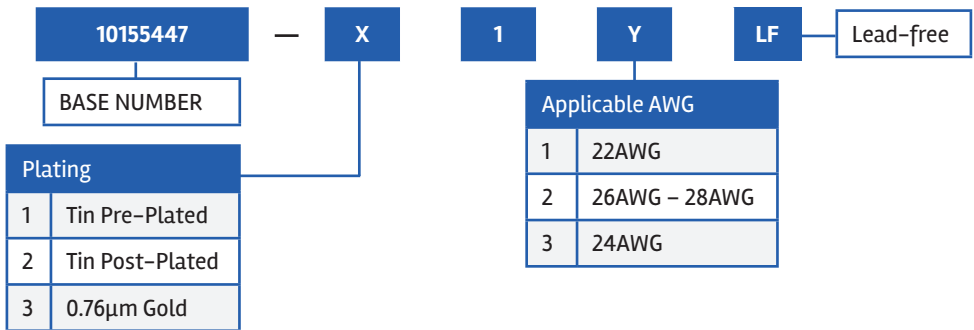 10155447 — X 1 Y LF Lead-free
BASE NUMBER
Plating
1 Tin Pre-Plated
2 Tin Post-Plated
3 0.76µm Gold
Applicable AWG
1 22AWG
2 26AWG – 28AWG
3 24AWG